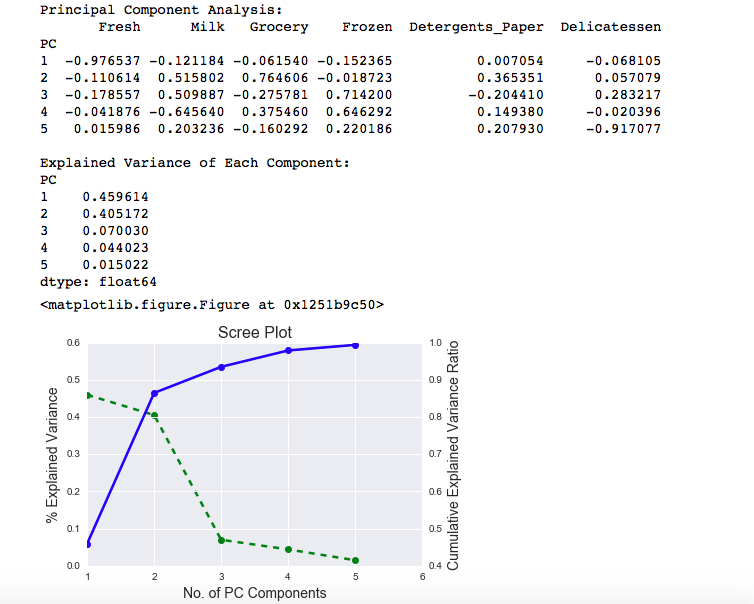 Principal Component Analysis:
Fresh Milk Grocery Frozen Detergents_Paper Delicatessen
PC
1 -0.976537 -0.121184 -0.061540 -0.152365 0.007054 -0.068105
2 -0.110614 0.515802 0.764606 -0.018723 0.365351 0.057079
3 -0.178557 0.509887 -0.275781 0.714200 -0.204410 0.283217
4 -0.041876 -0.645640 0.375460 0.646292 0.149380 -0.020396
5 0.015986 0.203236 -0.160292 0.220186 0.207930 -0.917077
Explained Variance of Each Component:
PC
1 0.459614
2 0.405172
3 0.070030
4 0.044023
5 0.015022
dtype: float64
<matplotlib.figure.Figure at 0x1251b9c50>
Scree Plot
% Explained Variance
0.6
0.5
0.4
0.3
0.2
0.1
0.0
1.0
0.9
0.8
0.7
0.6
0.5
0.4
Cumulative Explained Variance Ratio
1 2 3 4 5 6
No. of PC Components